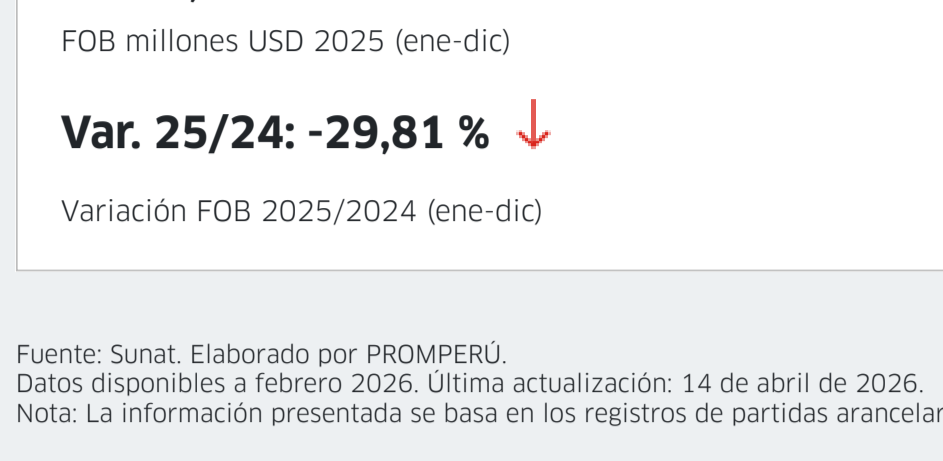 FOB millones USD 2025 (ene-dic)
Var. 25/24: -29,81 %
Variación FOB 2025/2024 (ene-dic)
Fuente: Sunat. Elaborado por PROMPERÚ.
Datos disponibles a febrero 2026. Última actualización: 14 de abril de 2026.
Nota: La información presentada se basa en los registros de partidas